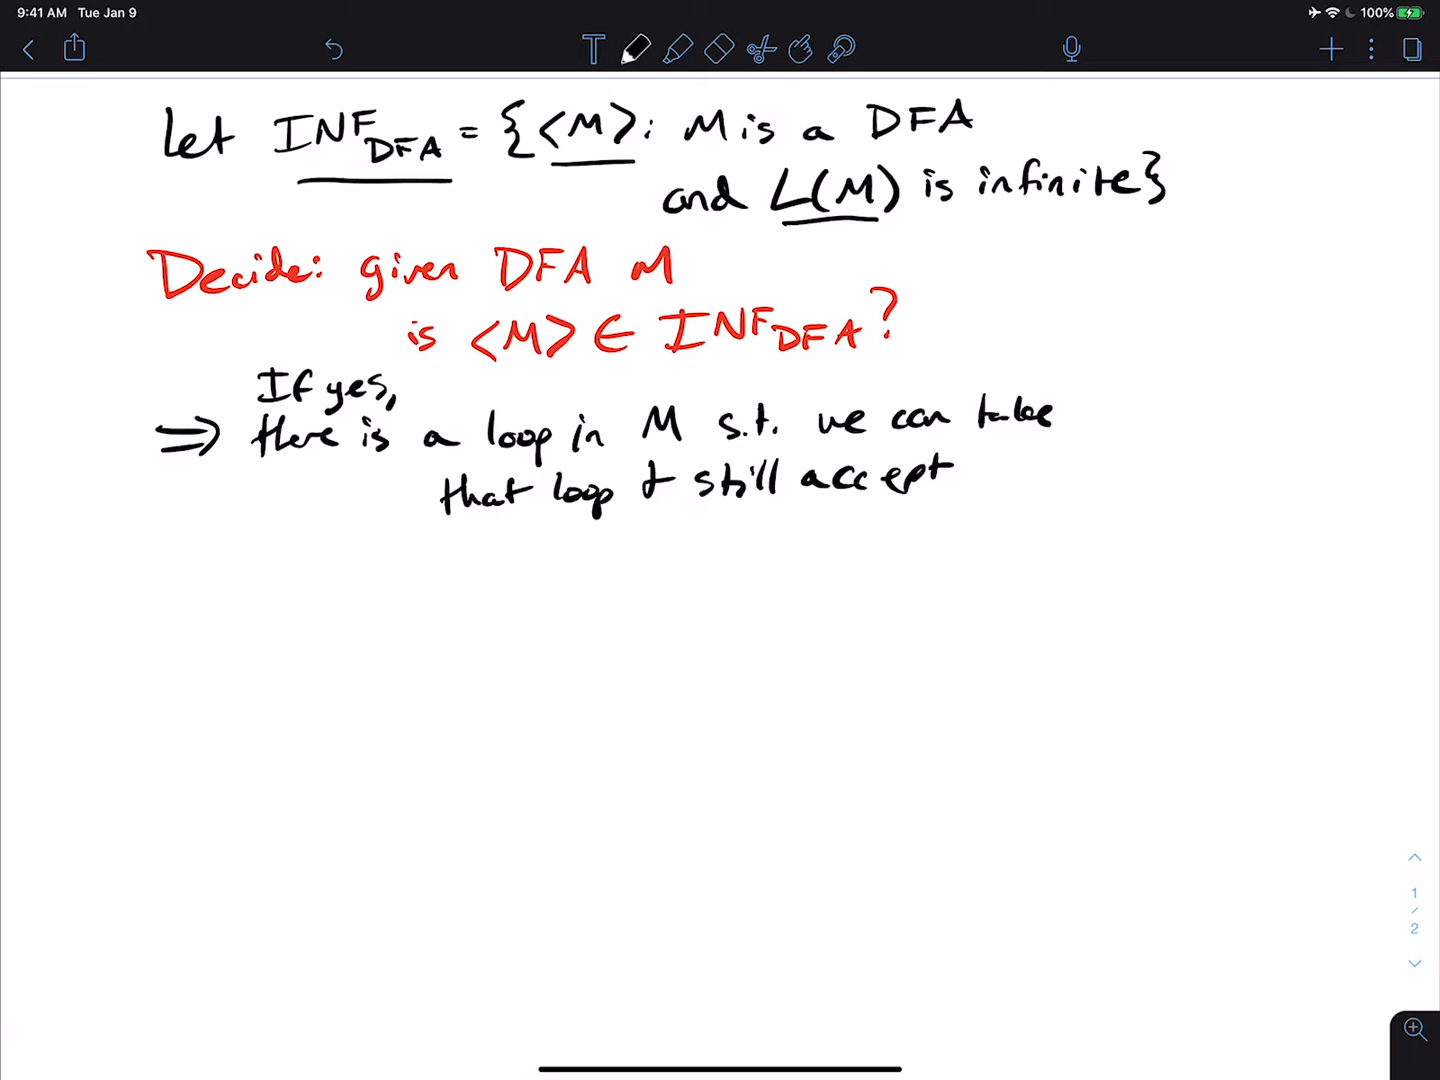 9:41 AM Tue Jan 9
100%
T
Let INF_DFA = {<M>: M is a DFA
and L(M) is infinite}
Decide: given DFA M
is <M> ∈ INF_DFA?
If yes,
⇒ there is a loop in M s.t. we can take
that loop & still accept
1
/
2